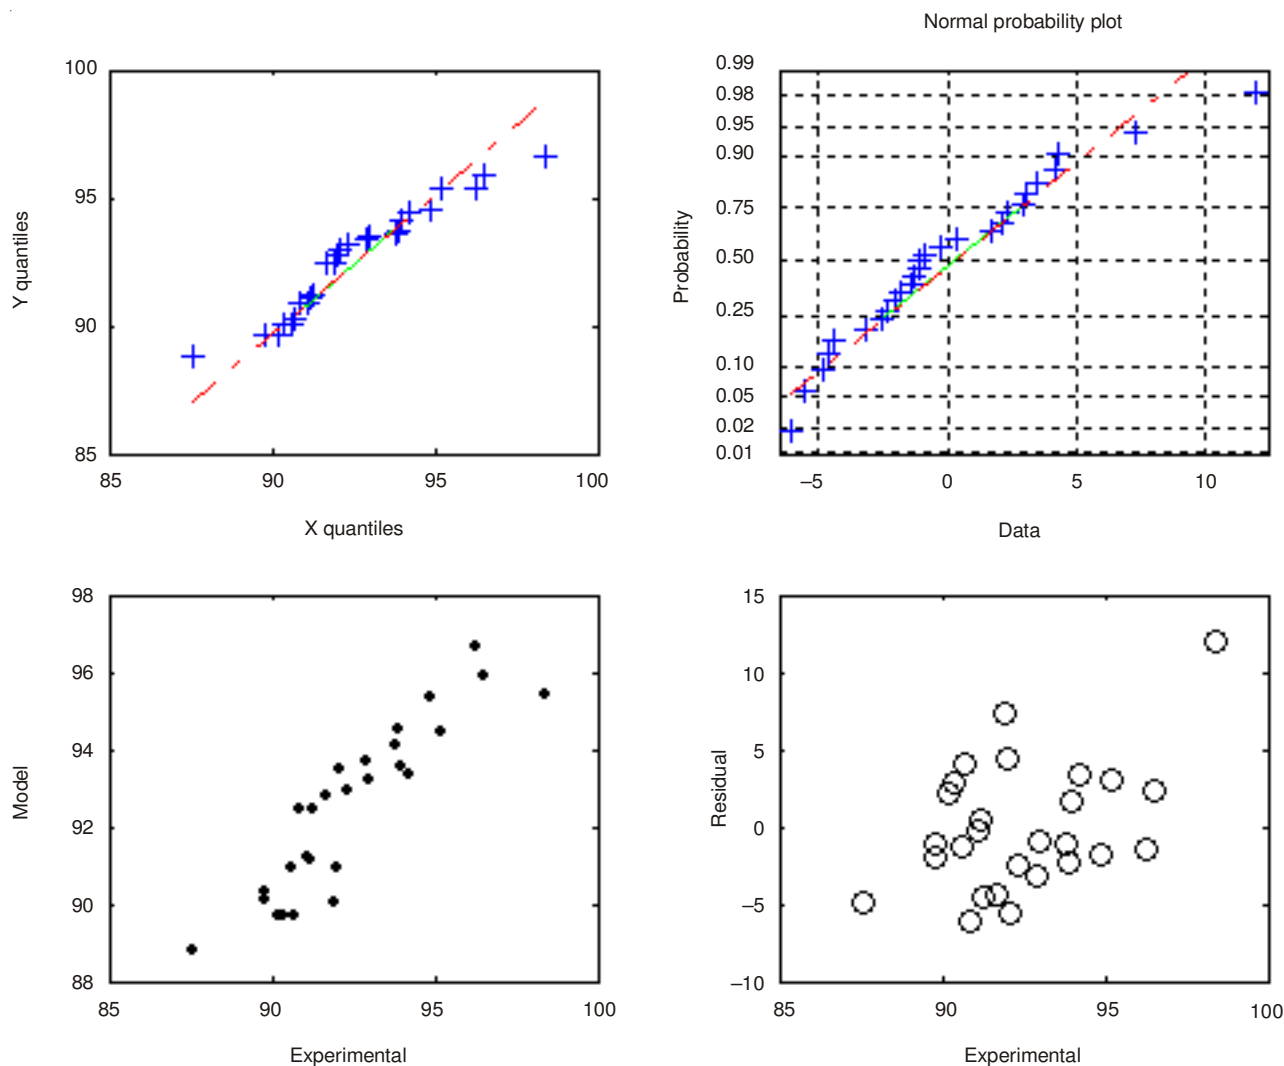 100
95
90
85
85 90 95 100
X quantiles
Y quantiles
Normal probability plot
0.99
0.98
0.95
0.90
0.75
0.50
0.25
0.10
0.05
0.02
0.01
–5 0 5 10
Data
Probability
98
96
94
92
90
88
85 90 95 100
Experimental
Model
15
10
5
0
–5
–10
85 90 95 100
Experimental
Residual